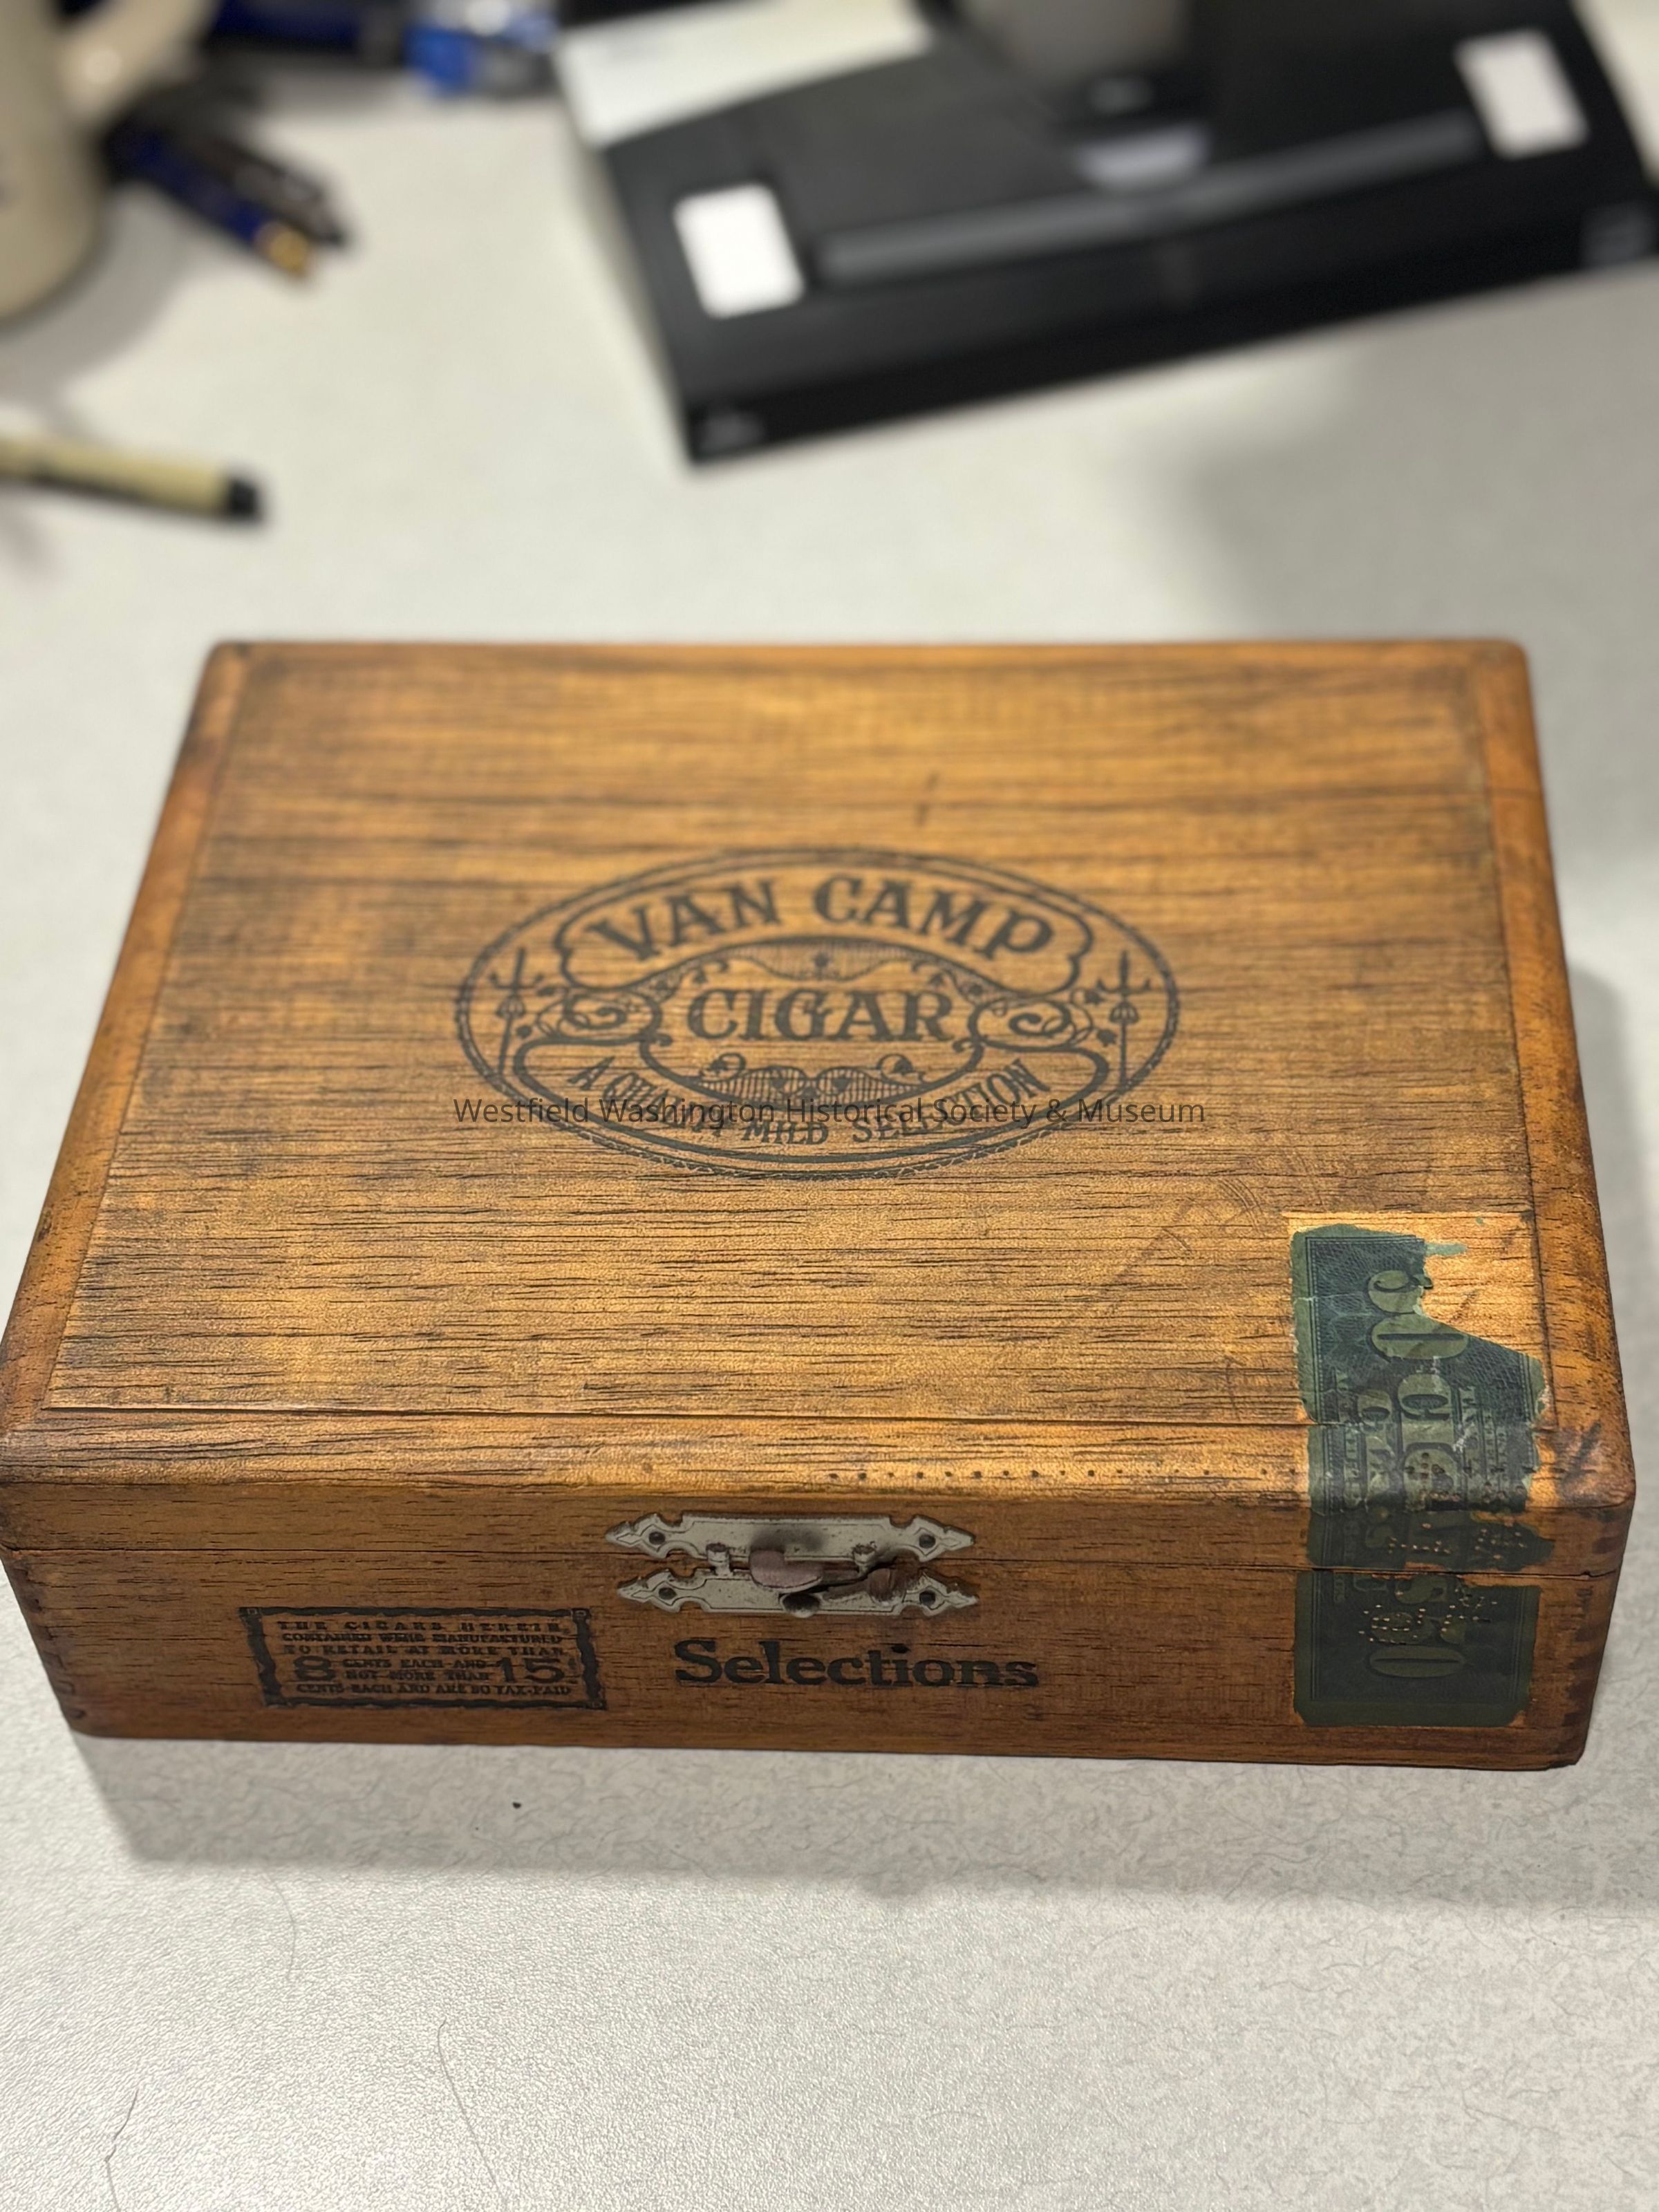 VAN CAMP
CIGAR
A QUALITY MILD SELECTION
Westfield Washington Historical Society & Museum
CIGARS
50
THE CIGARS HEREIN
CONTAINED WERE MANUFACTURED
TO RETAIL AT MORE THAN
8 CENTS EACH AND
NOT MORE THAN 15
CENTS EACH AND ARE SO TAX-PAID
Selections